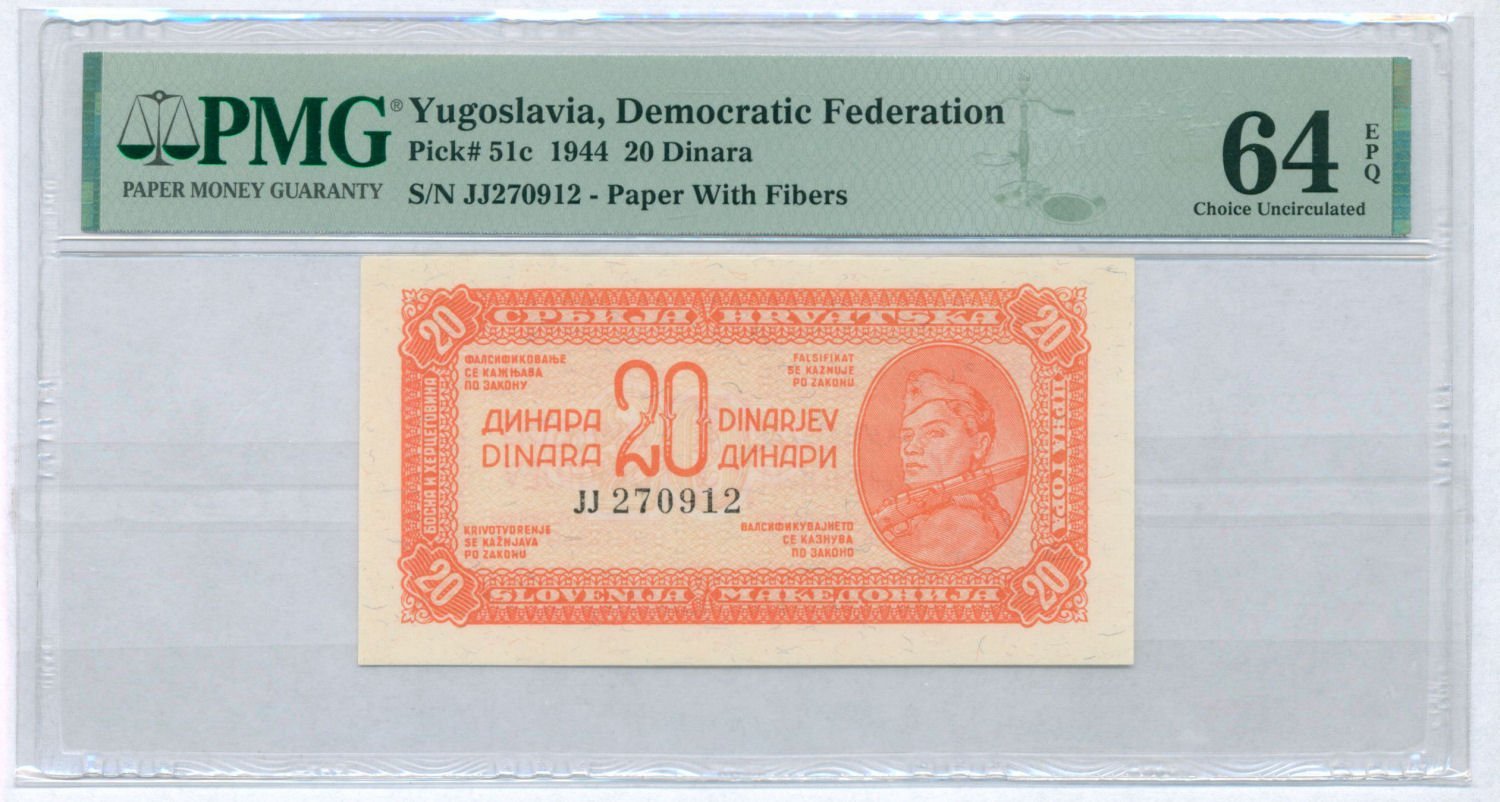 PMG®
PAPER MONEY GUARANTY
Yugoslavia, Democratic Federation
Pick# 51c 1944 20 Dinara
S/N JJ270912 - Paper With Fibers
64
EPQ
Choice Uncirculated
20
СРБИЈА HRVATSKA
20
ФАЛСИФИКОВАЊЕ
СЕ КАЖЊАВА
ПО ЗАКОНУ
FALSIFIKAT
SE KAZNUJE
PO ZAKONU
БОСНА И ХЕРЦЕГОВИНА
ДИНАРА
DINARA
20
DINARJEV
ДИНАРИ
ЦРНА ГОРА
JJ 270912
KRIVOTVORENJE
SE KAŽNJAVA
PO ZAKONU
ВАЛСИФИКУВАЈНЕТО
СЕ КАЗНУВА
ПО ЗАКОНО
20
SLOVENIJA МАКЕДОНИЈА
20